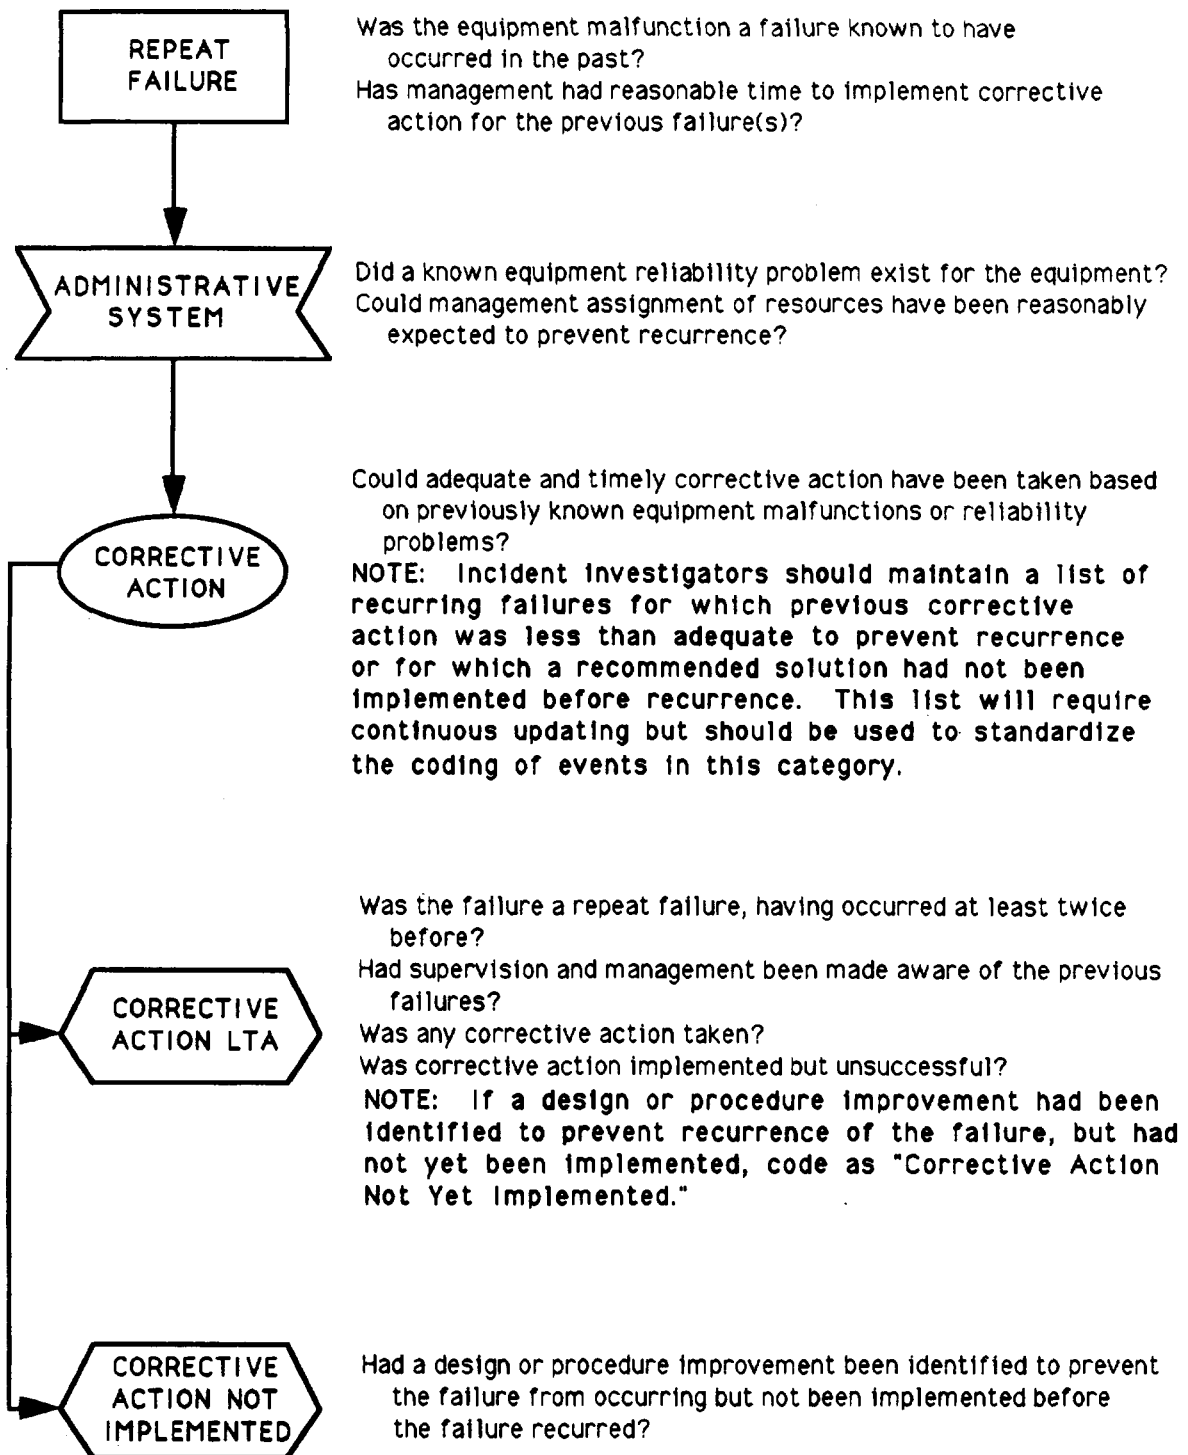 REPEAT
FAILURE
Was the equipment malfunction a failure known to have
occurred in the past?
Has management had reasonable time to implement corrective
action for the previous failure(s)?
ADMINISTRATIVE
SYSTEM
Did a known equipment reliability problem exist for the equipment?
Could management assignment of resources have been reasonably
expected to prevent recurrence?
CORRECTIVE
ACTION
Could adequate and timely corrective action have been taken based
on previously known equipment malfunctions or reliability
problems?
NOTE: Incident investigators should maintain a list of
recurring failures for which previous corrective
action was less than adequate to prevent recurrence
or for which a recommended solution had not been
implemented before recurrence. This list will require
continuous updating but should be used to standardize
the coding of events in this category.
CORRECTIVE
ACTION LTA
Was the failure a repeat failure, having occurred at least twice
before?
Had supervision and management been made aware of the previous
failures?
Was any corrective action taken?
Was corrective action implemented but unsuccessful?
NOTE: If a design or procedure improvement had been
identified to prevent recurrence of the failure, but had
not yet been implemented, code as "Corrective Action
Not Yet Implemented."
CORRECTIVE
ACTION NOT
IMPLEMENTED
Had a design or procedure improvement been identified to prevent
the failure from occurring but not been implemented before
the failure recurred?